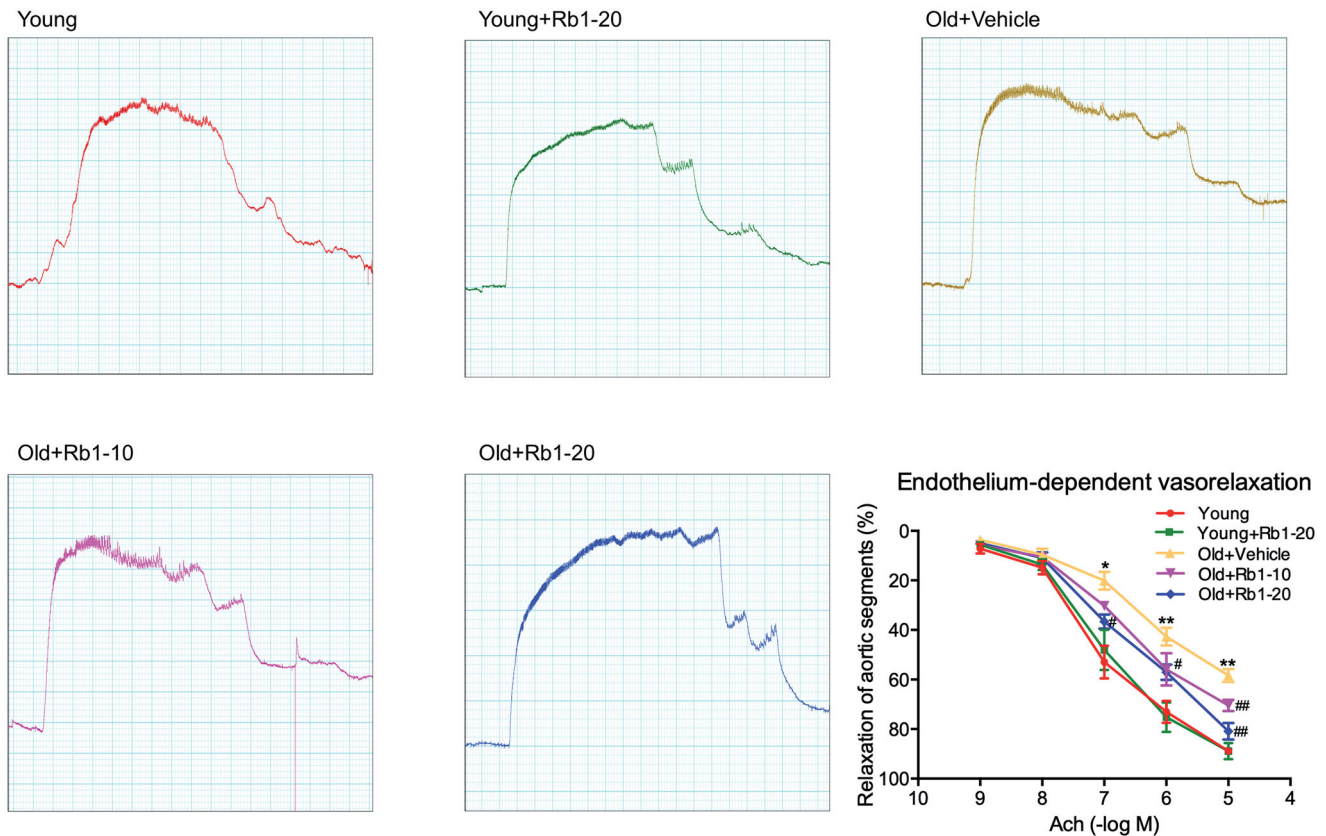 Young
Young+Rb1-20
Old+Vehicle
Old+Rb1-10
Old+Rb1-20
Endothelium-dependent vasorelaxation
Young
Young+Rb1-20
Old+Vehicle
Old+Rb1-10
Old+Rb1-20
Relaxation of aortic segments (%)
0
20
40
60
80
100
*
**
**
#
#
##
##
10 9 8 7 6 5 4
Ach (-log M)